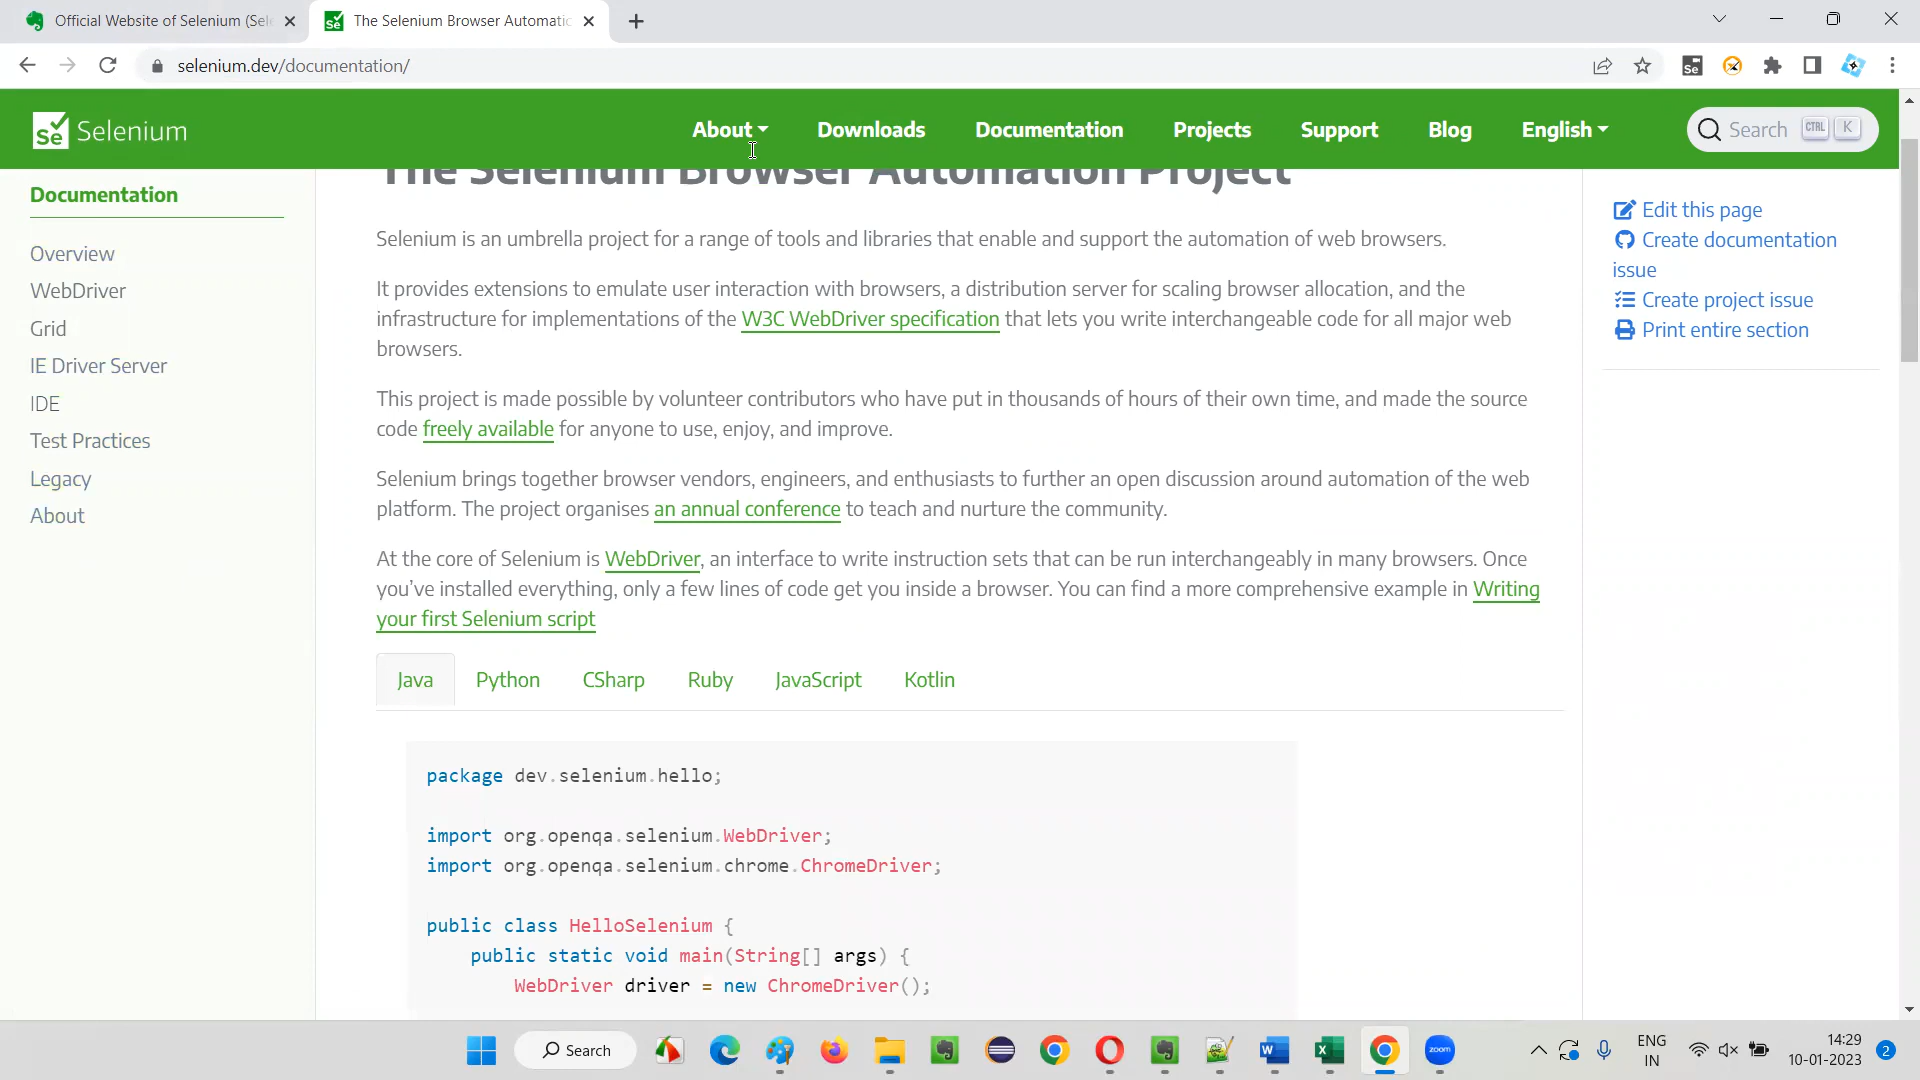 Official Website of Selenium (Sele
The Selenium Browser Automatic
selenium.dev/documentation/
Se
Se Selenium
About
Downloads
Documentation
Projects
Support
Blog
English
Search CTRL K
Documentation
Overview
WebDriver
Grid
IE Driver Server
IDE
Test Practices
Legacy
About
The Selenium Browser Automation Project
Selenium is an umbrella project for a range of tools and libraries that enable and support the automation of web browsers.
It provides extensions to emulate user interaction with browsers, a distribution server for scaling browser allocation, and the
infrastructure for implementations of the W3C WebDriver specification that lets you write interchangeable code for all major web
browsers.
This project is made possible by volunteer contributors who have put in thousands of hours of their own time, and made the source
code freely available for anyone to use, enjoy, and improve.
Selenium brings together browser vendors, engineers, and enthusiasts to further an open discussion around automation of the web
platform. The project organises an annual conference to teach and nurture the community.
At the core of Selenium is WebDriver, an interface to write instruction sets that can be run interchangeably in many browsers. Once
you've installed everything, only a few lines of code get you inside a browser. You can find a more comprehensive example in Writing
your first Selenium script
Java
Python
CSharp
Ruby
JavaScript
Kotlin
package dev.selenium.hello;
import org.openqa.selenium.WebDriver;
import org.openqa.selenium.chrome.ChromeDriver;
public class HelloSelenium {
public static void main(String[] args) {
WebDriver driver = new ChromeDriver();
Edit this page
Create documentation
issue
Create project issue
Print entire section
Search
zoom
ENG
IN
14:29
10-01-2023
2